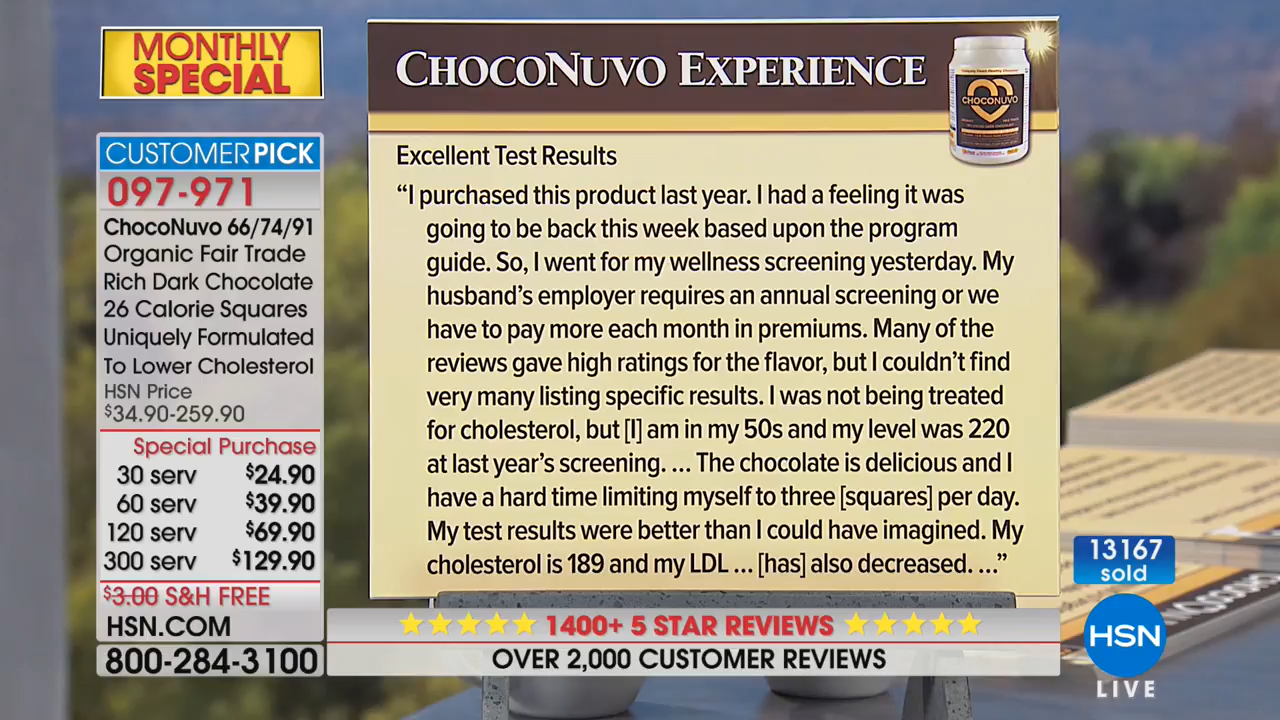 MONTHLY
SPECIAL
CUSTOMER PICK
097-971
ChocoNuvo 66/74/91
Organic Fair Trade
Rich Dark Chocolate
26 Calorie Squares
Uniquely Formulated
To Lower Cholesterol
HSN Price
$34.90-259.90
Special Purchase
30 serv $24.90
60 serv $39.90
120 serv $69.90
300 serv $129.90
$3.00 S&H FREE
HSN.COM
800-284-3100
CHOCONUVO EXPERIENCE
CHOCONUVO
Excellent Test Results
“I purchased this product last year. I had a feeling it was
going to be back this week based upon the program
guide. So, I went for my wellness screening yesterday. My
husband’s employer requires an annual screening or we
have to pay more each month in premiums. Many of the
reviews gave high ratings for the flavor, but I couldn’t find
very many listing specific results. I was not being treated
for cholesterol, but [I] am in my 50s and my level was 220
at last year’s screening. ... The chocolate is delicious and I
have a hard time limiting myself to three [squares] per day.
My test results were better than I could have imagined. My
cholesterol is 189 and my LDL ... [has] also decreased. ...”
1400+ 5 STAR REVIEWS
OVER 2,000 CUSTOMER REVIEWS
13167
sold
HSN
LIVE